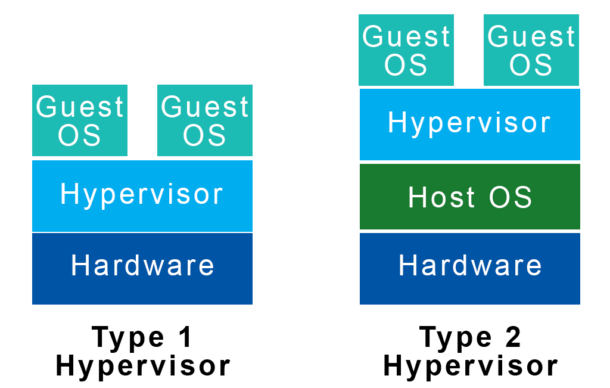 Guest
OS
Guest
OS
Hypervisor
Hardware
Type 1
Hypervisor
Guest
OS
Guest
OS
Hypervisor
Host OS
Hardware
Type 2
Hypervisor